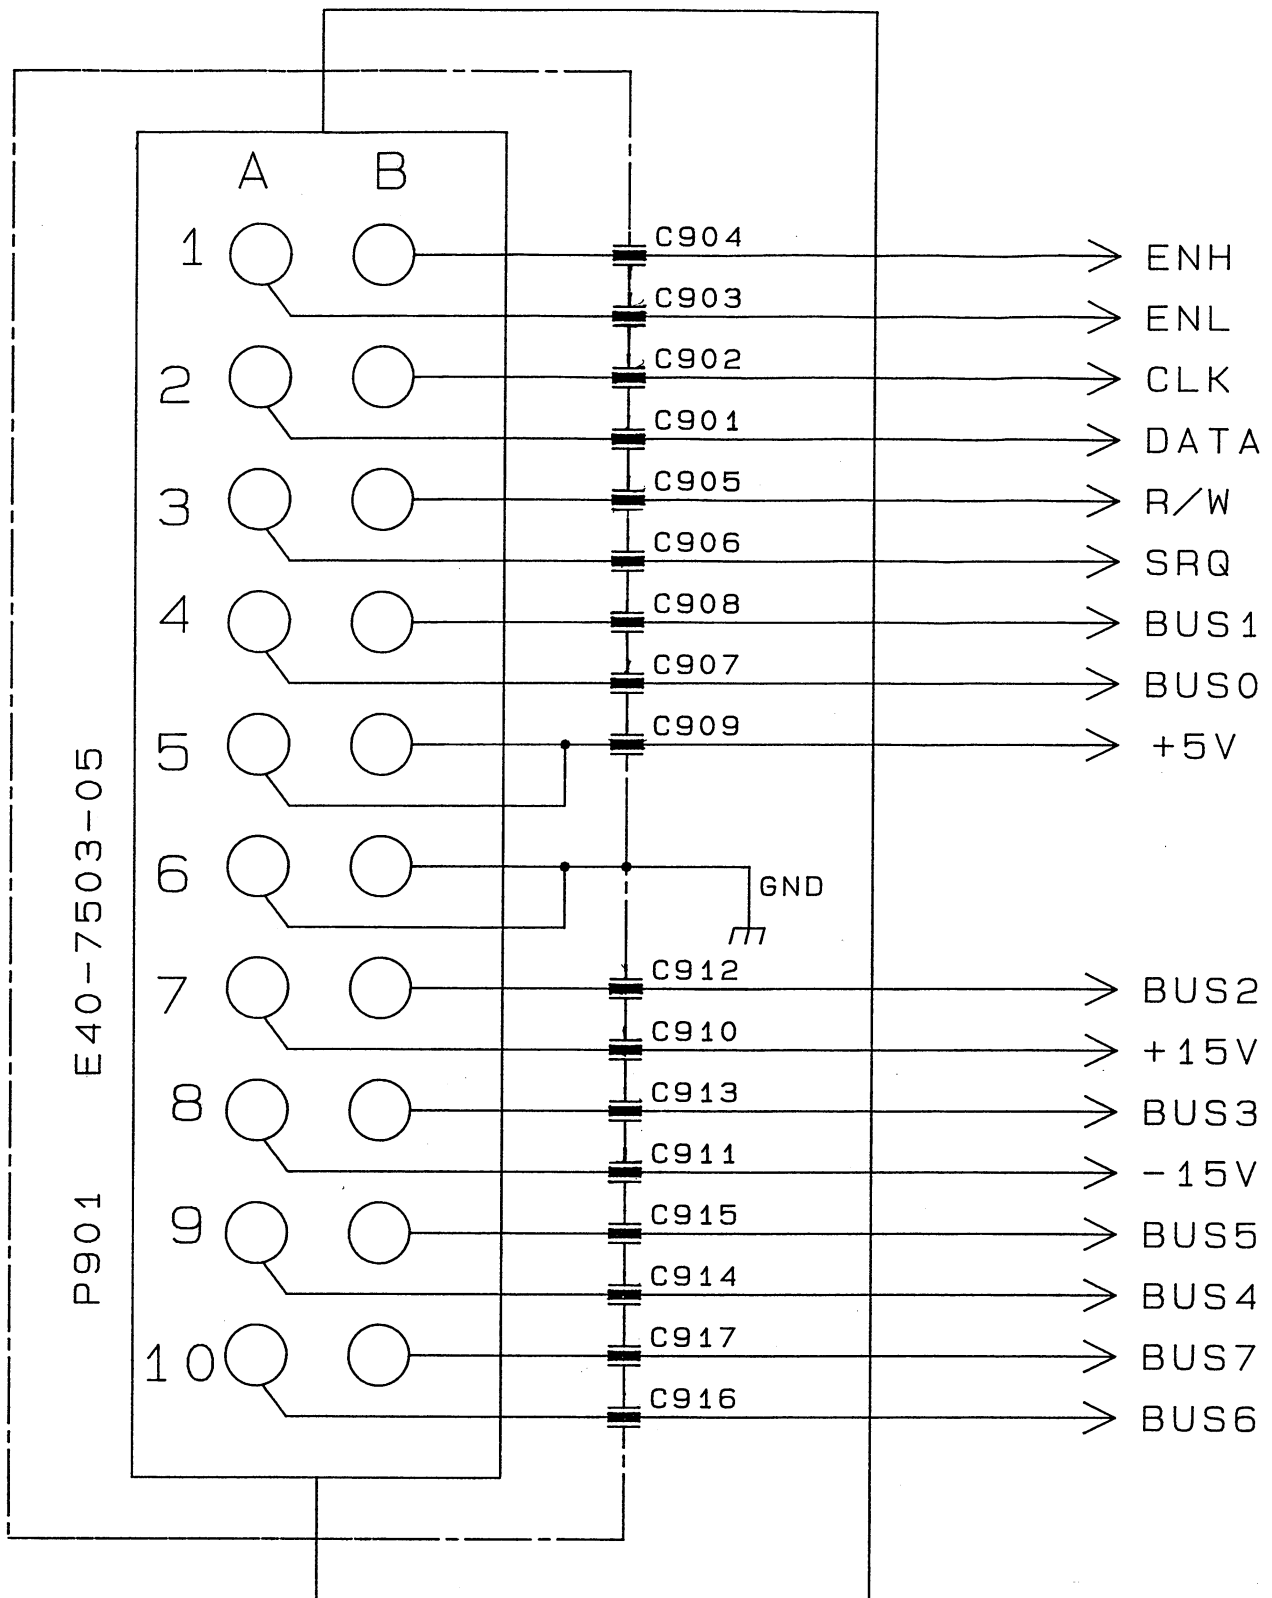 A B
1
C904
ENH
C903
ENL
2
C902
CLK
C901
DATA
3
C905
R/W
C906
SRQ
4
C908
BUS1
C907
BUS0
5
C909
+5V
6
GND
7
C912
BUS2
C910
+15V
8
C913
BUS3
C911
-15V
9
C915
BUS5
C914
BUS4
10
C917
BUS7
C916
BUS6
P901 E40-7503-05